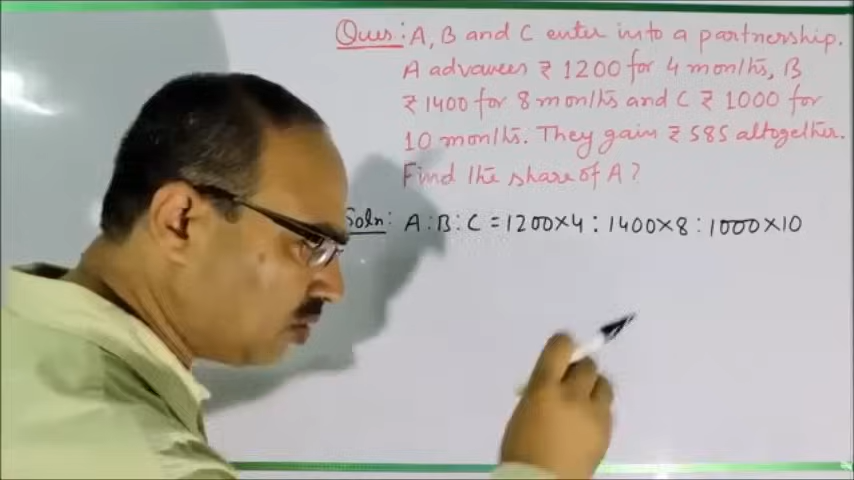 Ques: A, B and C enter into a partnership.
A advances ₹ 1200 for 4 months, B
₹ 1400 for 8 months and C ₹ 1000 for
10 months. They gain ₹ 585 altogether.
Find the share of A?
Soln: A:B:C = 1200×4 : 1400×8 : 1000×10